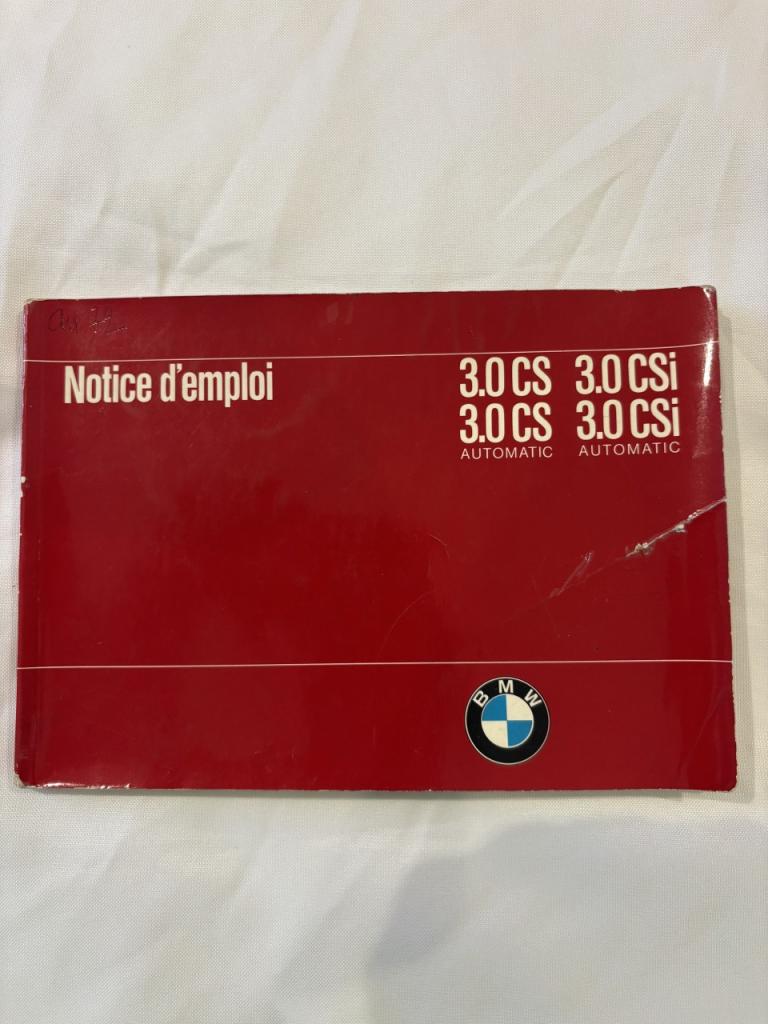 Notice d'emploi
3.0 CS 3.0 CSi
3.0 CS 3.0 CSi
AUTOMATIC AUTOMATIC
BMW